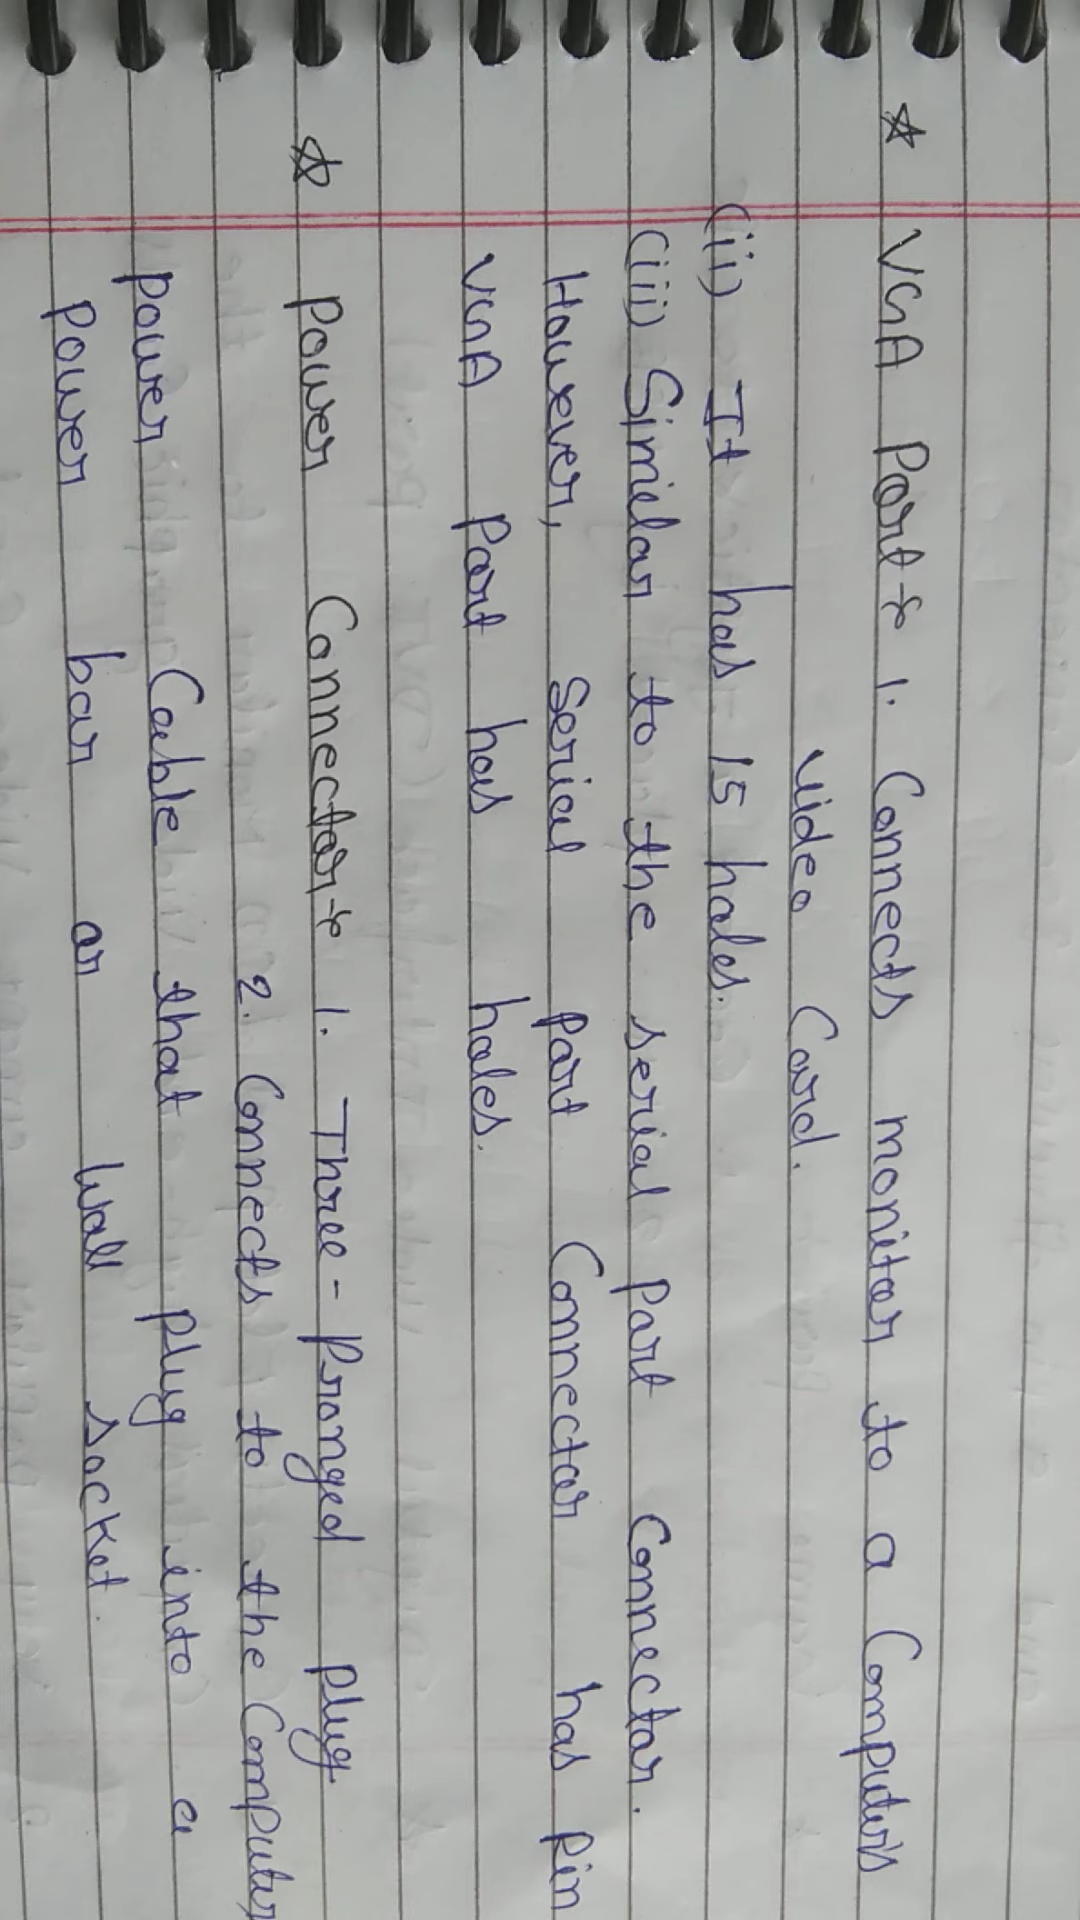 ☆ VGA Port :- 1. Connects monitor to a Computer's
video Card.
(ii) It has 15 holes.
(iii) Similar to the serial port Connector.
However, Serial port Connector has pin
VGA port has holes.
☆ Power Connector :- 1. Three-pronged plug
2. Connects to the Computer,
power Cable that plug into a
power bar or wall socket.